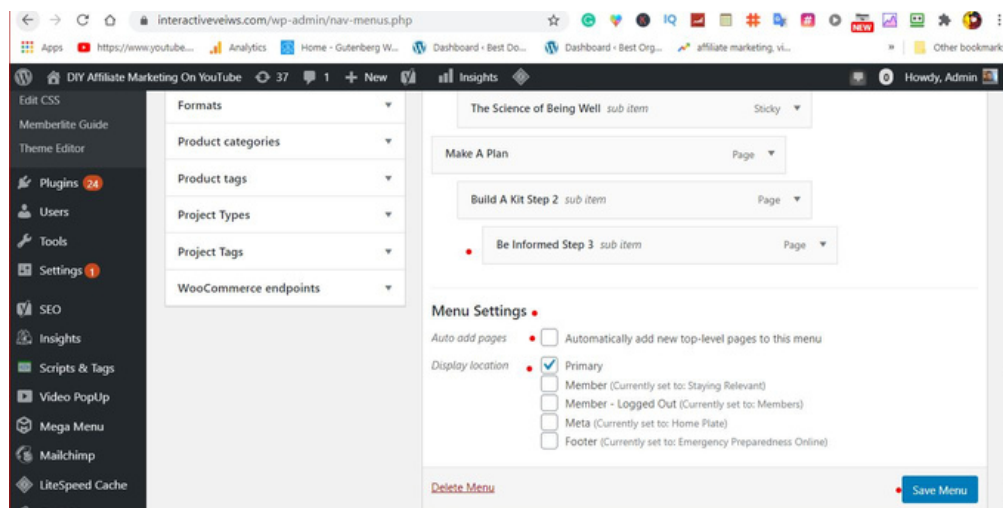 interactiveveiws.com/wp-admin/nav-menus.php
IQ
NEW
Apps https://www.youtube... Analytics Home - Gutenberg W... Dashboard ‹ Best Do... Dashboard ‹ Best Org... affiliate marketing, vi... » Other bookmark
DIY Affiliate Marketing On YouTube 37 1 + New Insights 0 Howdy, Admin
Edit CSS
Memberlite Guide
Theme Editor
Plugins 24
Users
Tools
Settings 1
SEO
Insights
Scripts & Tags
Video PopUp
Mega Menu
Mailchimp
LiteSpeed Cache
Formats
Product categories
Product tags
Project Types
Project Tags
WooCommerce endpoints
The Science of Being Well sub item Sticky
Make A Plan Page
Build A Kit Step 2 sub item Page
Be Informed Step 3 sub item Page
Menu Settings
Auto add pages Automatically add new top-level pages to this menu
Display location Primary
Member (Currently set to: Staying Relevant)
Member - Logged Out (Currently set to: Members)
Meta (Currently set to: Home Plate)
Footer (Currently set to: Emergency Preparedness Online)
Delete Menu Save Menu